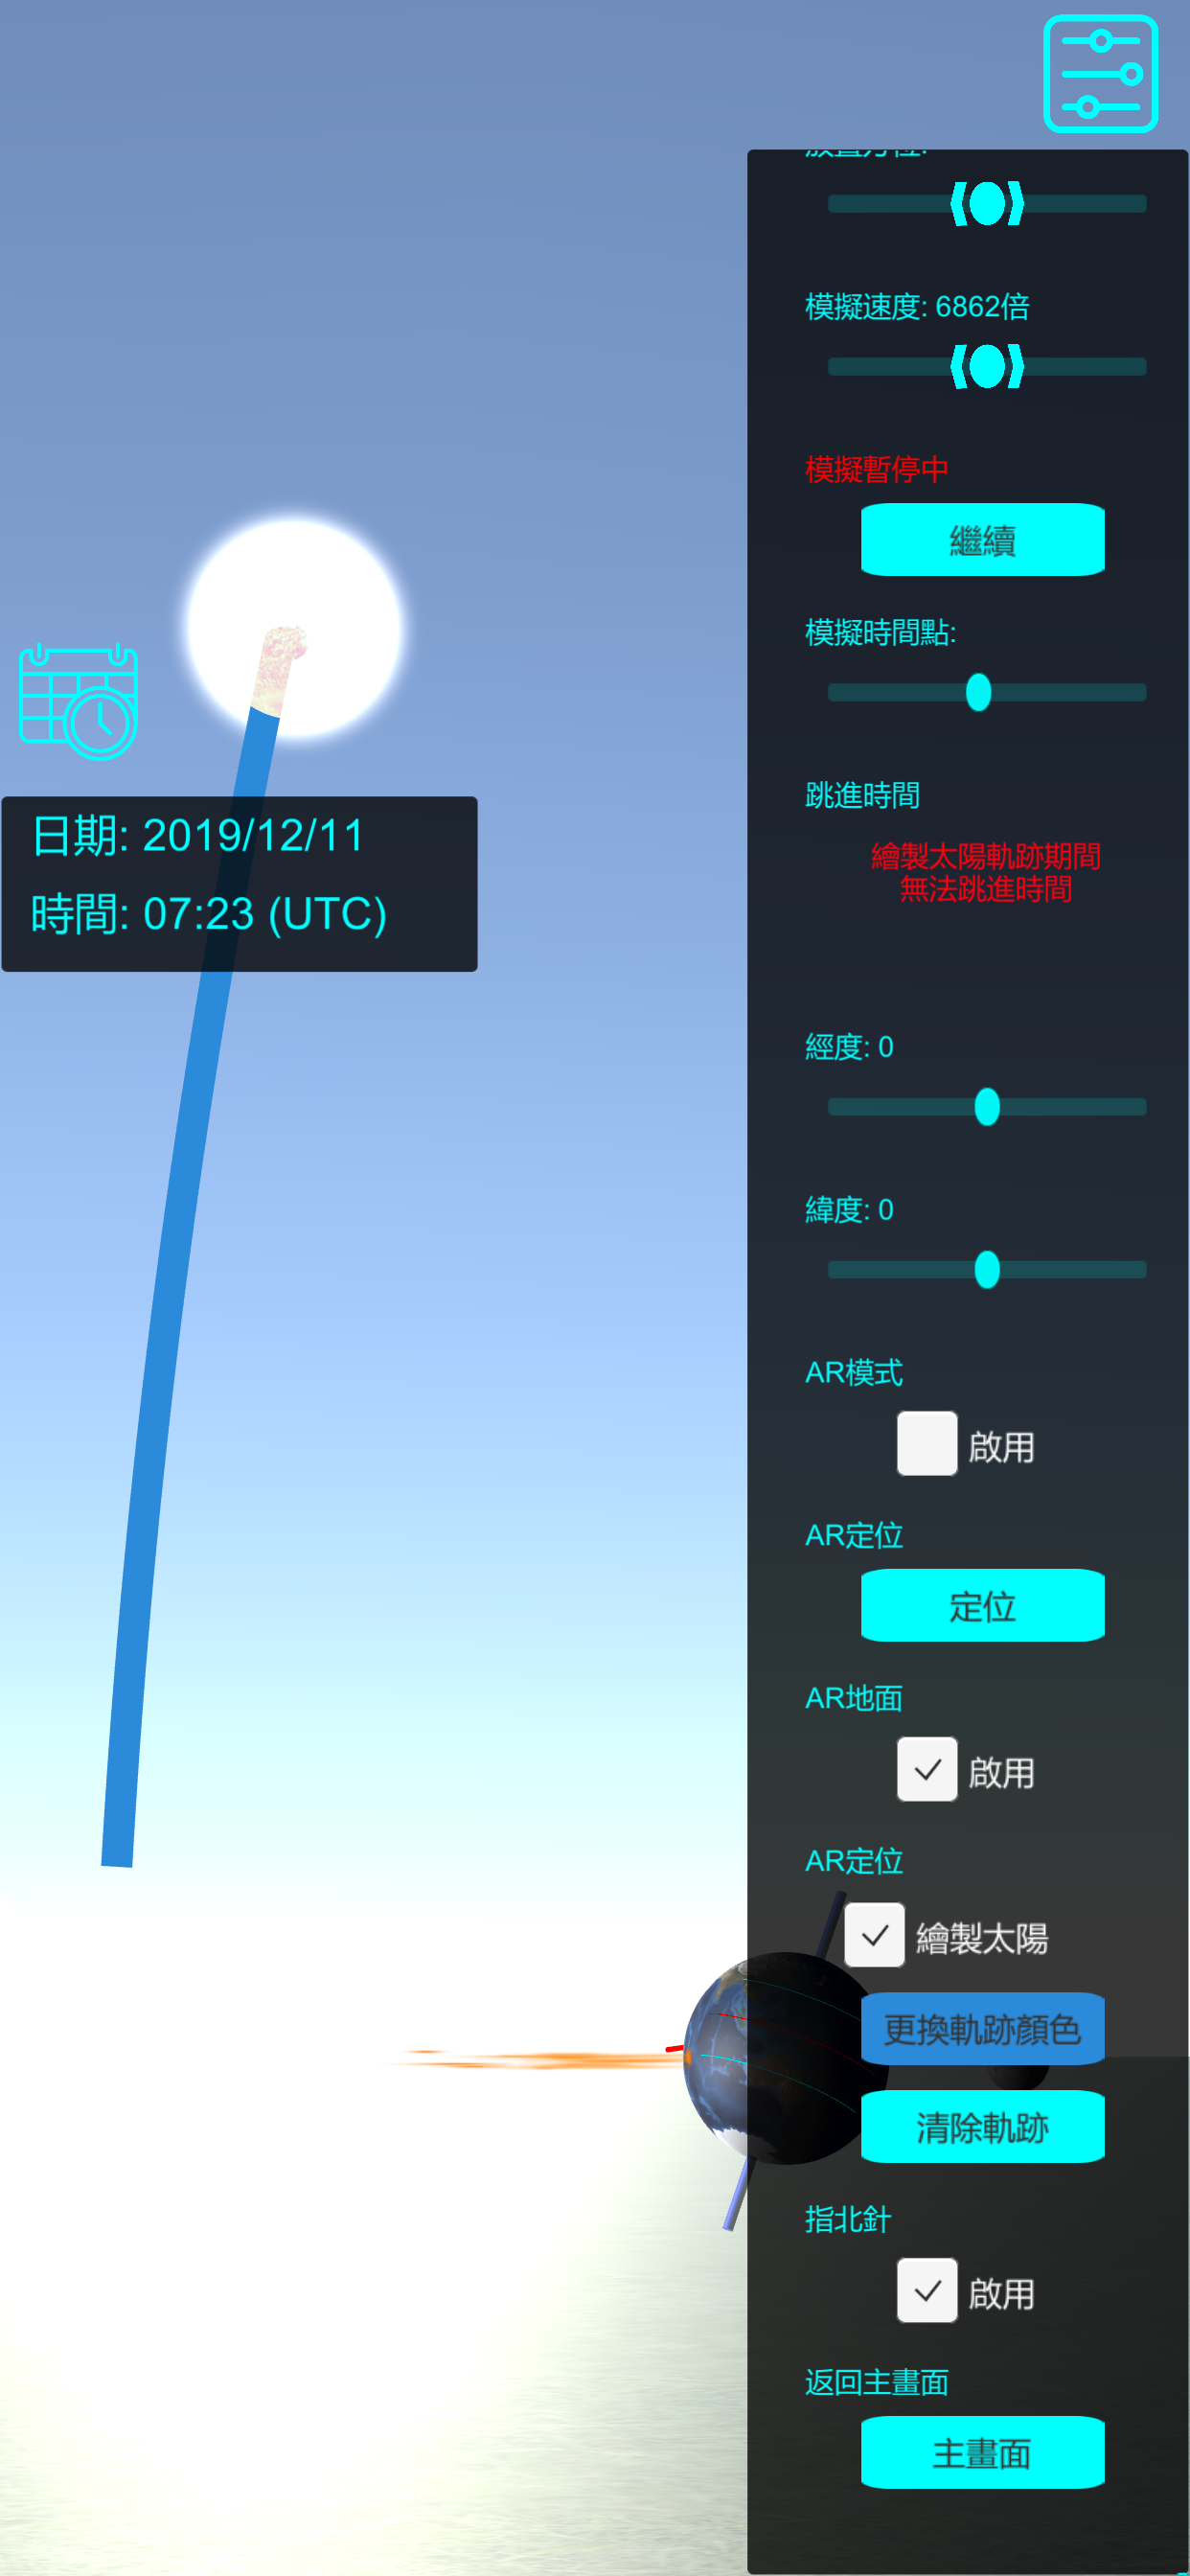 模擬速度: 6862倍
模擬暫停中
繼續
模擬時間點:
跳進時間
日期: 2019/12/11
繪製太陽軌跡期間
無法跳進時間
時間: 07:23 (UTC)
經度: 0
緯度: 0
AR模式
啟用
AR定位
定位
AR地面
啟用
AR定位
繪製太陽
更換軌跡顏色
清除軌跡
指北針
啟用
返回主畫面
主畫面